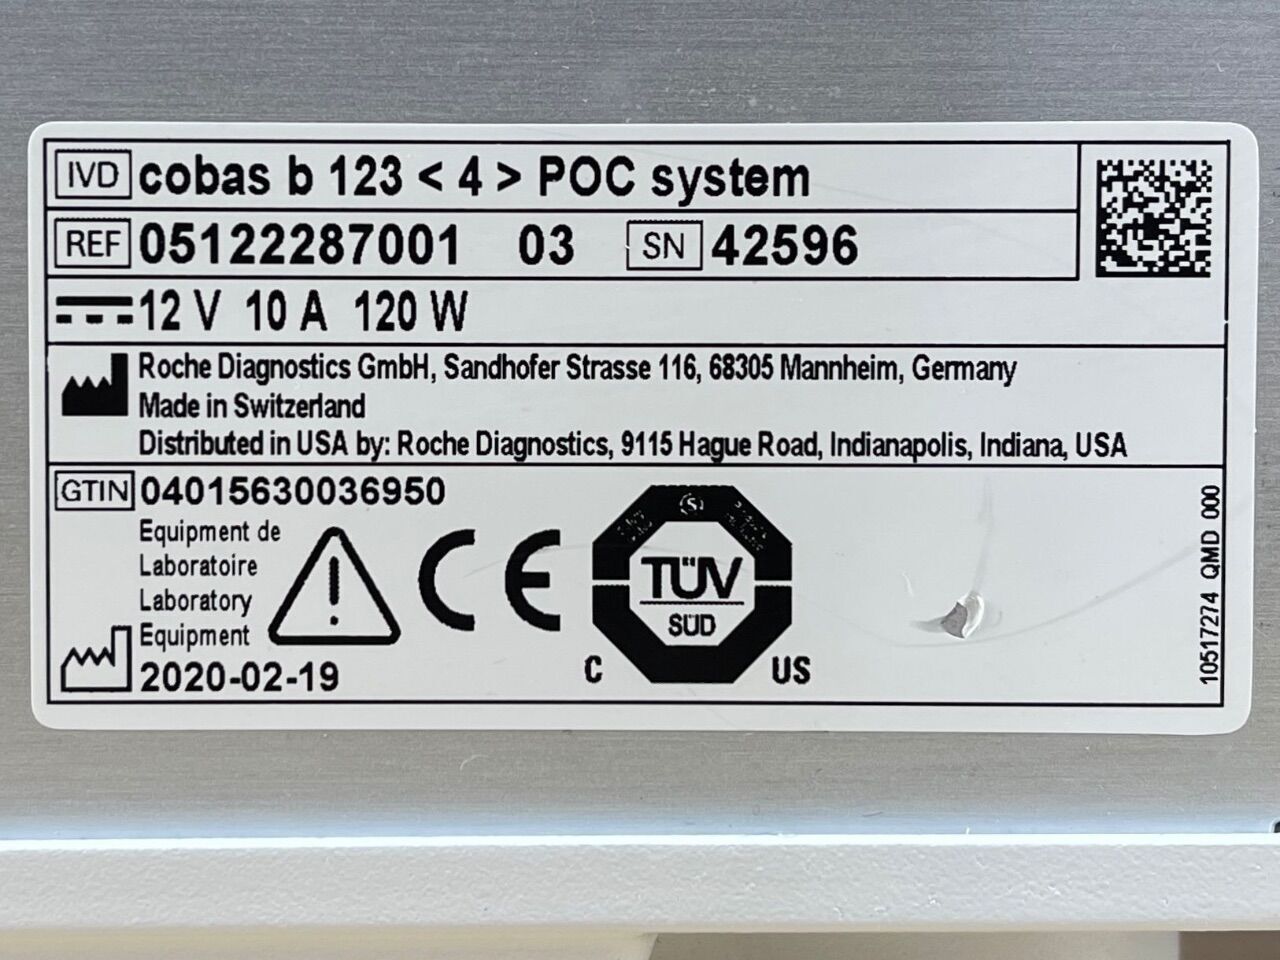 IVD cobas b 123 < 4 > POC system
REF 05122287001 03 SN 42596
12 V 10 A 120 W
Roche Diagnostics GmbH, Sandhofer Strasse 116, 68305 Mannheim, Germany
Made in Switzerland
Distributed in USA by: Roche Diagnostics, 9115 Hague Road, Indianapolis, Indiana, USA
GTIN 04015630036950
Equipment de
Laboratoire
Laboratory
Equipment
2020-02-19
CE
S
TÜV
SÜD
C US
10517274 QMD 000